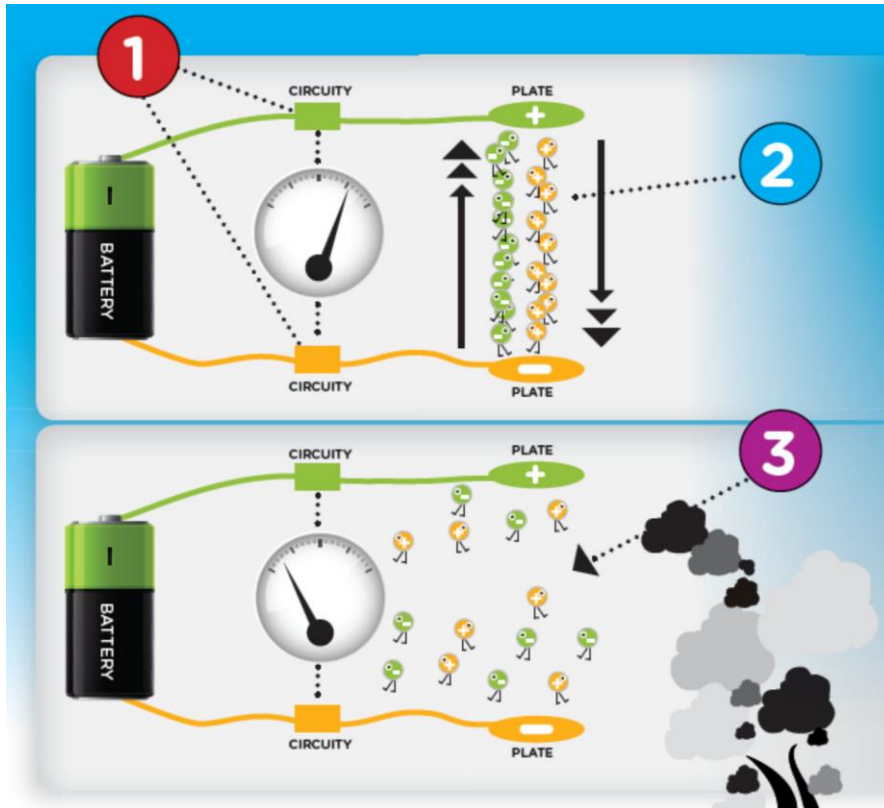 1
CIRCUITY
PLATE
+
2
I
BATTERY
CIRCUITY
PLATE
3
CIRCUITY
PLATE
+
I
BATTERY
CIRCUITY
PLATE